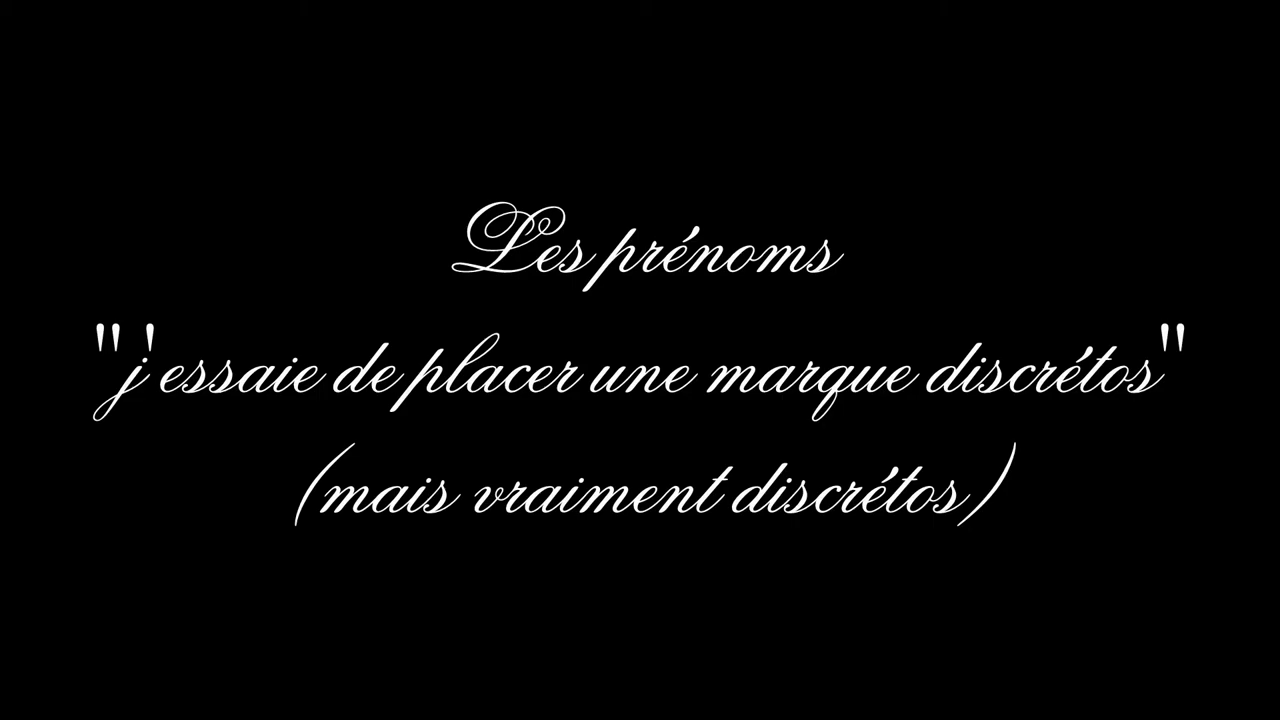 Les prénoms
"j'essaie de placer une marque discrétos"
(mais vraiment discrétos)